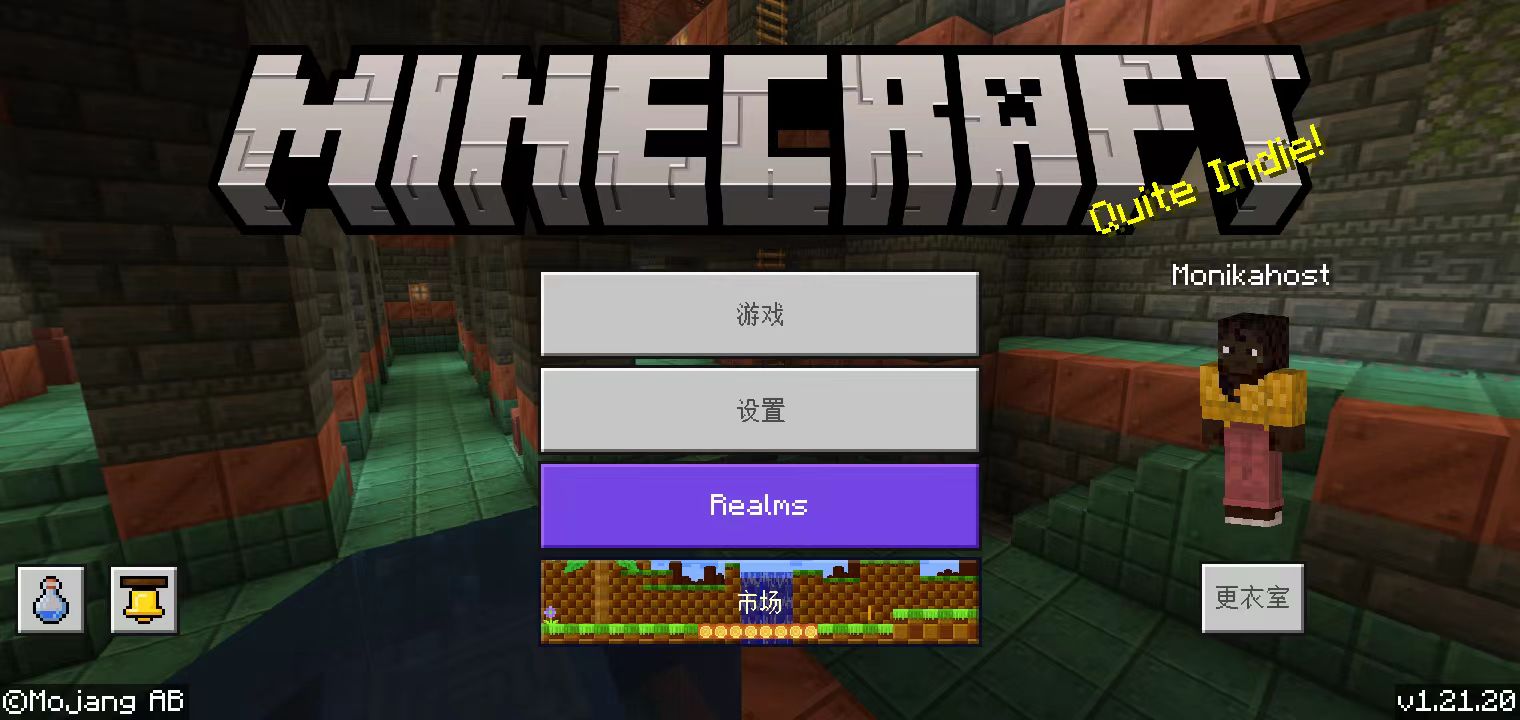 MINECRAFT
Quite Indie!
Monikahost
游戏
设置
Realms
市场
更衣室
©Mojang AB
v1.21.20